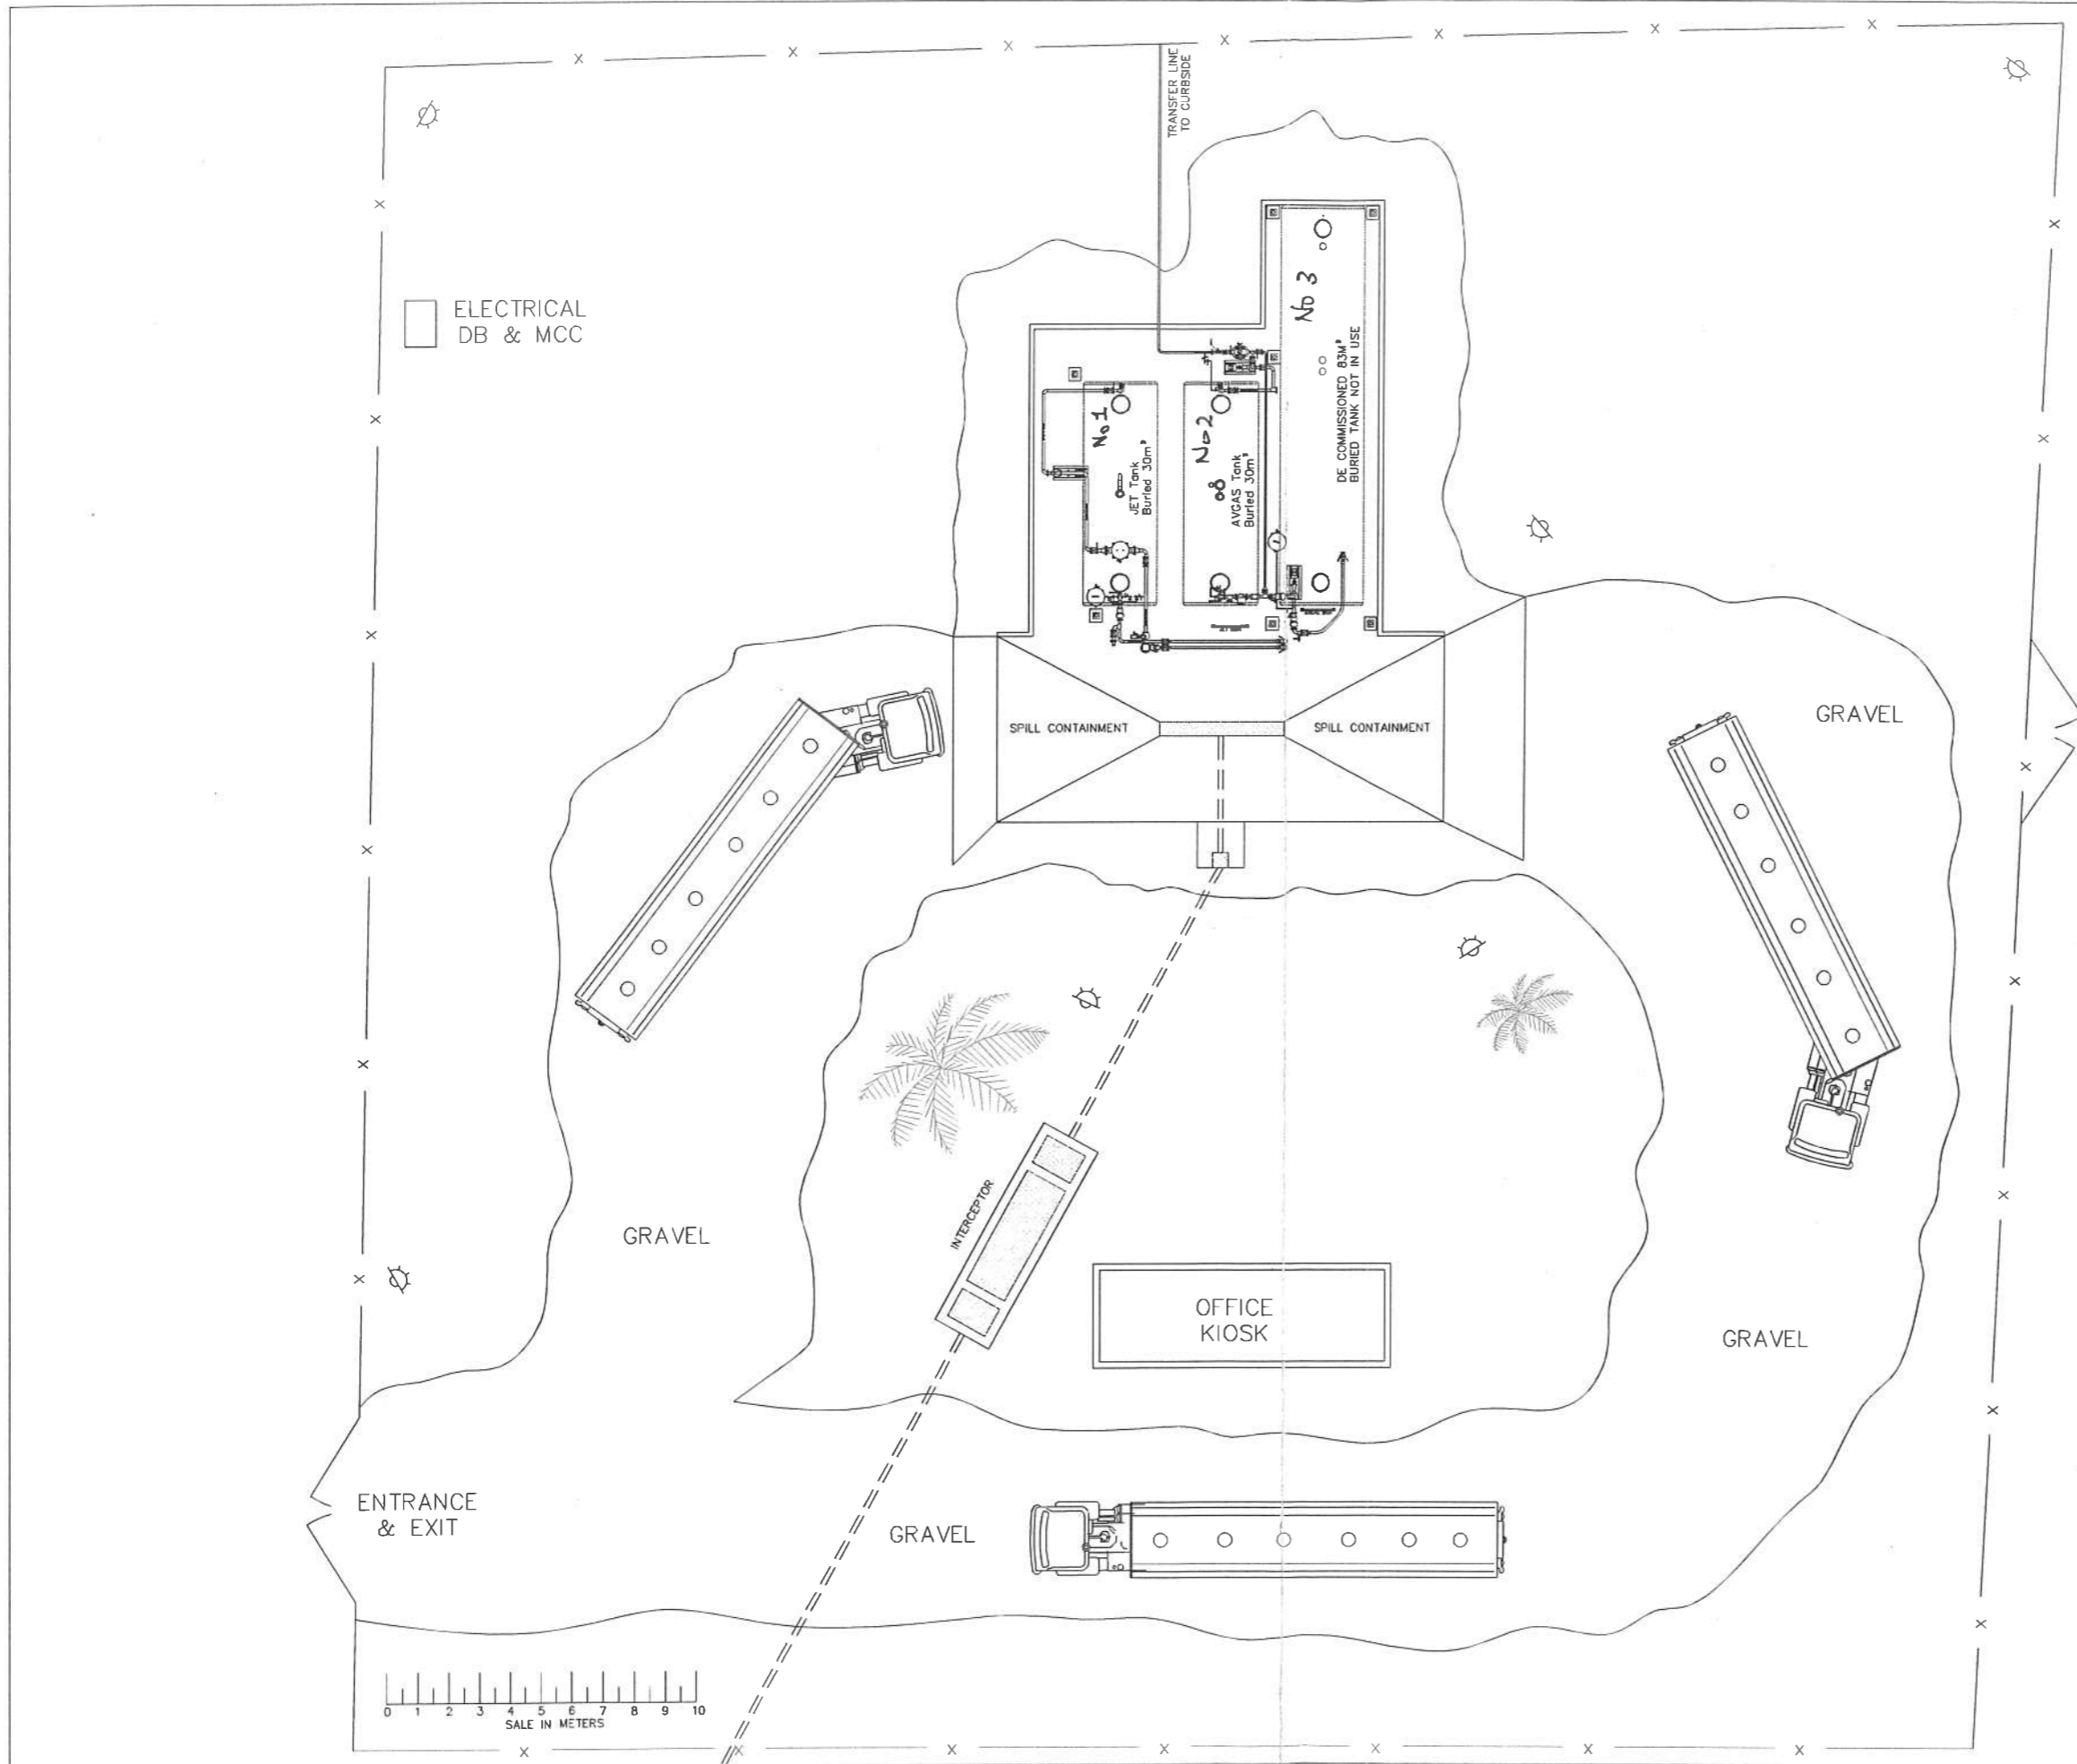 TRANSFER LINE
TO CURBSIDE
ELECTRICAL
DB & MCC
No 3
DE COMMISSIONED 83M³
BURIED TANK NOT IN USE
No 1
JET Tank
Buried 30m³
No 2
AVGAS Tank
Buried 30m³
SPILL CONTAINMENT
SPILL CONTAINMENT
GRAVEL
INTERCEPTOR
GRAVEL
OFFICE
KIOSK
GRAVEL
ENTRANCE
& EXIT
GRAVEL
0 1 2 3 4 5 6 7 8 9 10
SALE IN METERS